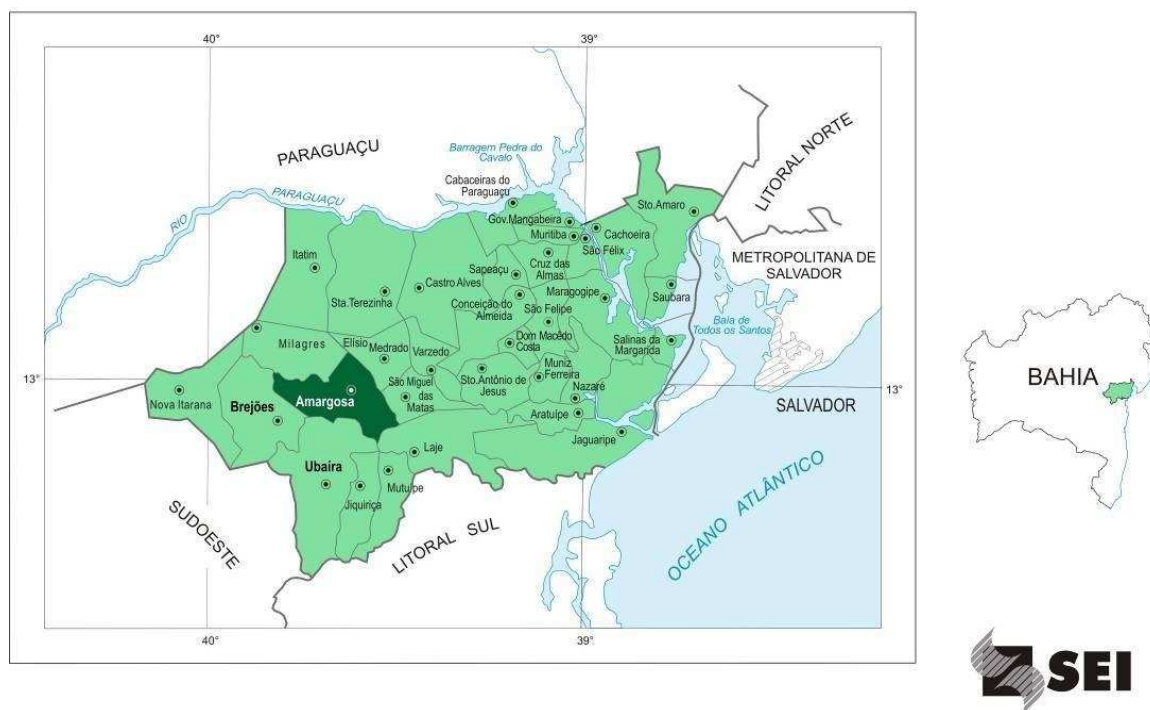 40°
39°
PARAGUAÇU
Barragem Pedra do
Cavalo
LITORAL NORTE
RIO
PARAGUAÇU
Cabaceiras do
Paraguaçu
Sto.Amaro
Gov.Mangabeira
Cachoeira
Muritiba
São Félix
METROPOLITANA DE
SALVADOR
Itatim
Cruz das
Almas
Sapeaçu
Castro Alves
Sta.Terezinha
Maragogipe
Saubara
Conceição do
Almeida
São Felipe
Baía de
Todos os Santos
Milagres
Elísio
Medrado
Dom Macêdo
Costa
Salinas da
Margarida
Varzedo
Muniz
Ferreira
13°
13°
Sto.Antônio de
Jesus
São Miguel
das
Matas
Nazaré
Nova Itarana
Amargosa
Brejões
Aratuípe
SALVADOR
BAHIA
Jaguaripe
Laje
Ubaíra
Mutuípe
Jiquiriçá
SUDOESTE
LITORAL SUL
OCEANO ATLÂNTICO
40°
39°
SEI